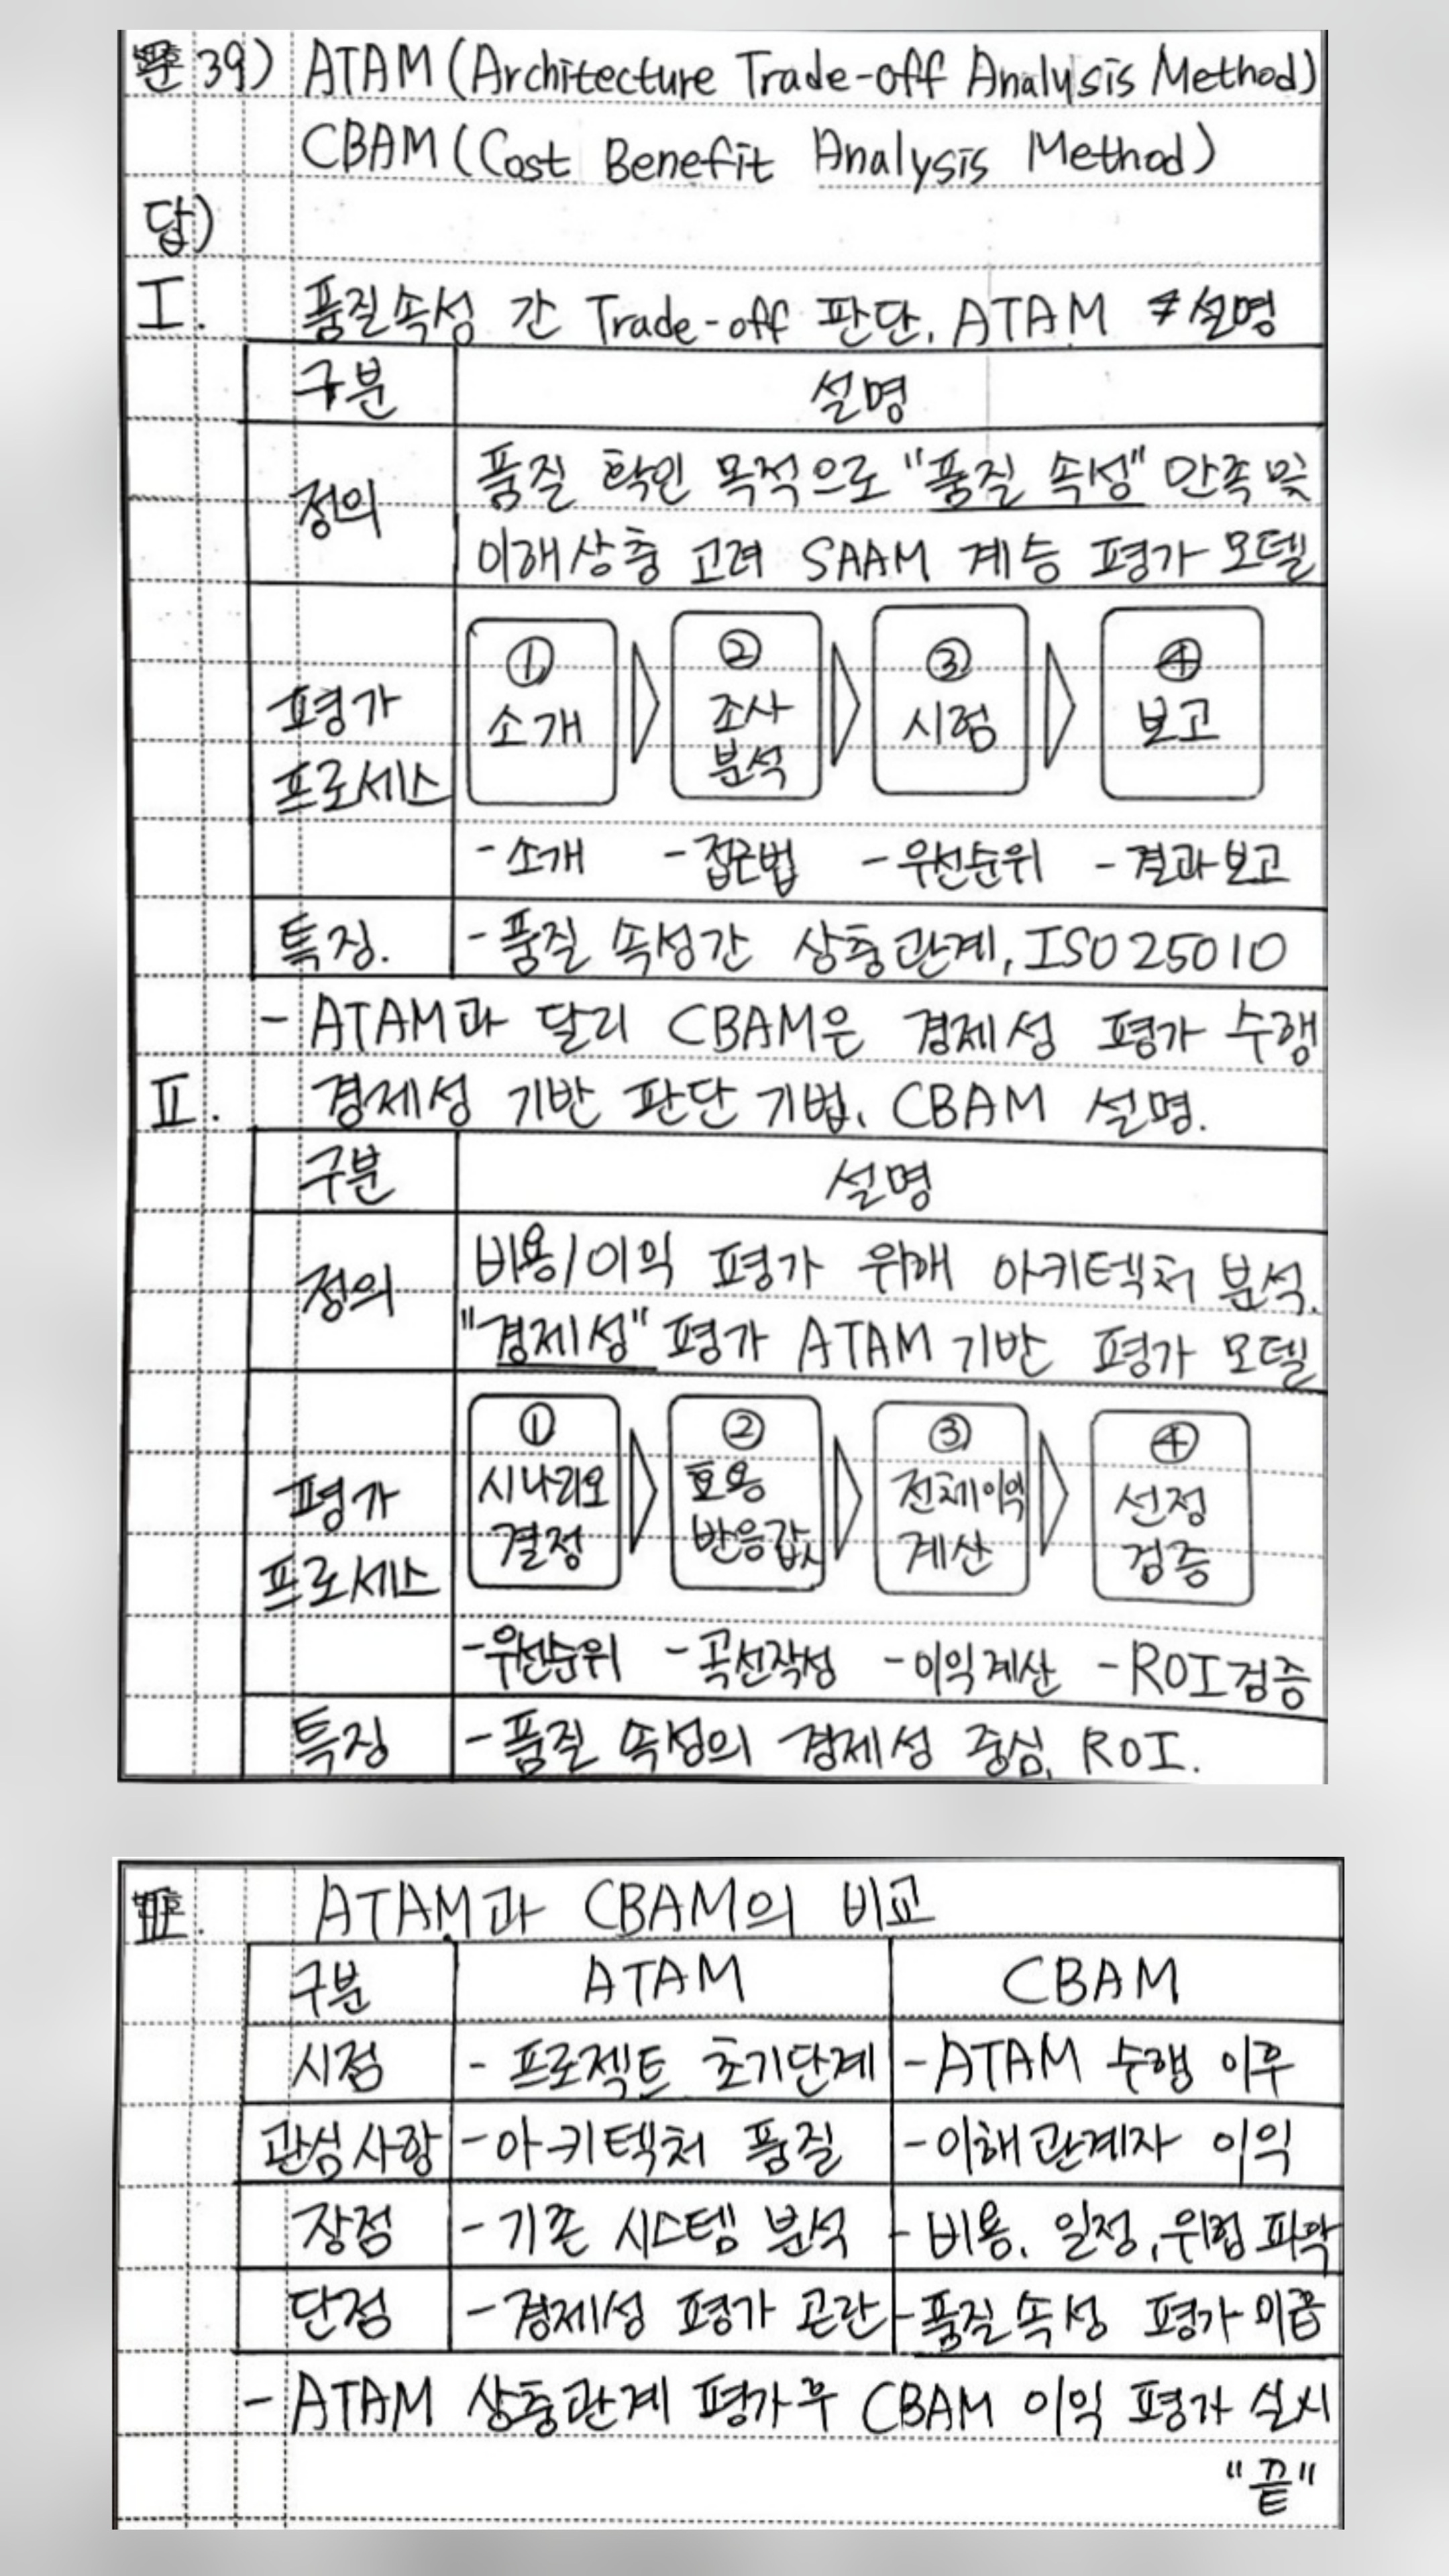 문 39) ATAM (Architecture Trade-off Analysis Method)
CBAM (Cost Benefit Analysis Method)
답)
I. 품질속성 간 Trade-off 판단, ATAM 설명
구분 설명
정의 품질 확인 목적으로 "품질 속성" 만족 및
이해상충 고려 SAAM 계승 평가 모델
평가
프로세스
① 소개
② 조사 분석
③ 시험
④ 보고
-소개 -접근법 -우선순위 -결과보고
특징. -품질 속성간 상충관계, ISO 25010
- ATAM과 달리 CBAM은 경제성 평가 수행
II. 경제성 기반 판단 기법, CBAM 설명.
구분 설명
정의 비용/이익 평가 위해 아키텍처 분석.
"경제성" 평가 ATAM 기반 평가 모델
평가
프로세스
① 시나리오 결정
② 효용 반응값
③ 전체이익 계산
④ 선정 검증
-우선순위 -곡선작성 -이익계산 -ROI 검증
특징 -품질 속성의 경제성 중심, ROI.
III. ATAM과 CBAM의 비교
구분 ATAM CBAM
시점 - 프로젝트 초기단계 -ATAM 수행 이후
관심사항 -아키텍처 품질 -이해관계자 이익
장점 -기존 시스템 분석 - 비용, 일정, 위험 파악
단점 -경제성 평가 곤란 -품질속성 평가 미흡
- ATAM 상충관계 평가후 CBAM 이익 평가 실시
"끝"